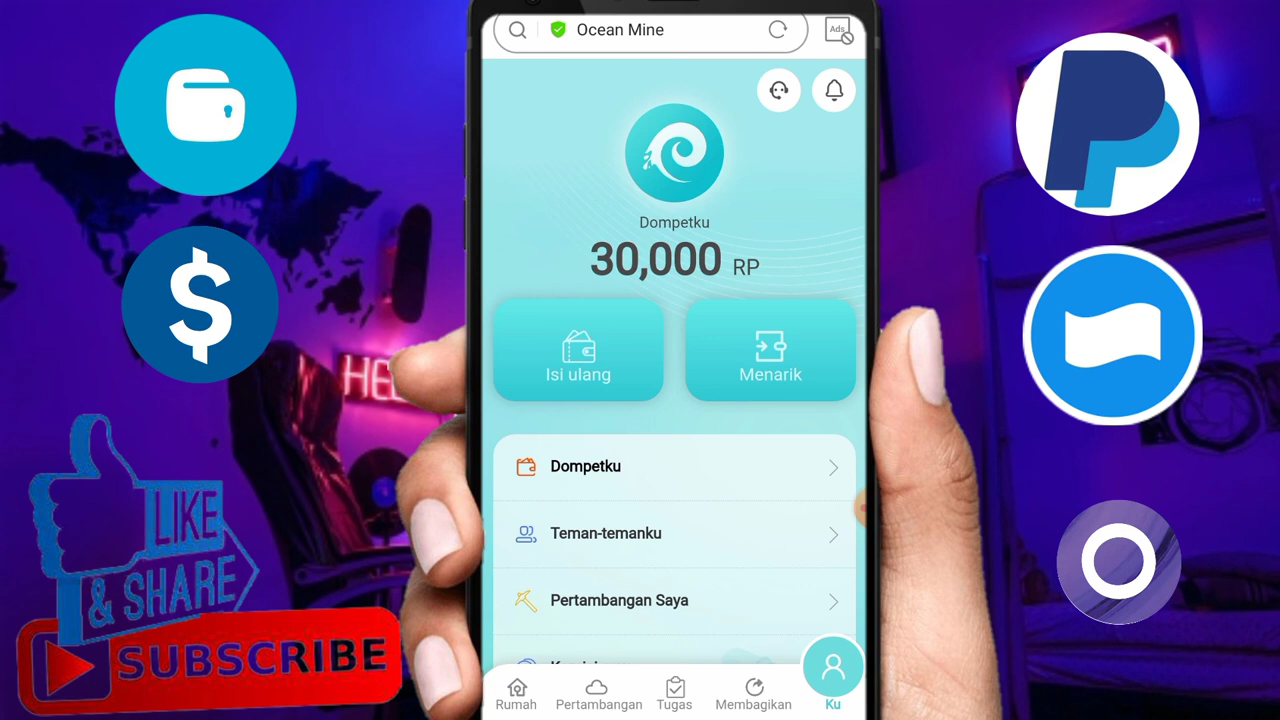 Ocean Mine
Ads
Dompetku
30,000 RP
Isi ulang
Menarik
Dompetku
Teman-temanku
Pertambangan Saya
Rumah
Pertambangan
Tugas
Membagikan
Ku
LIKE
& SHARE
SUBSCRIBE